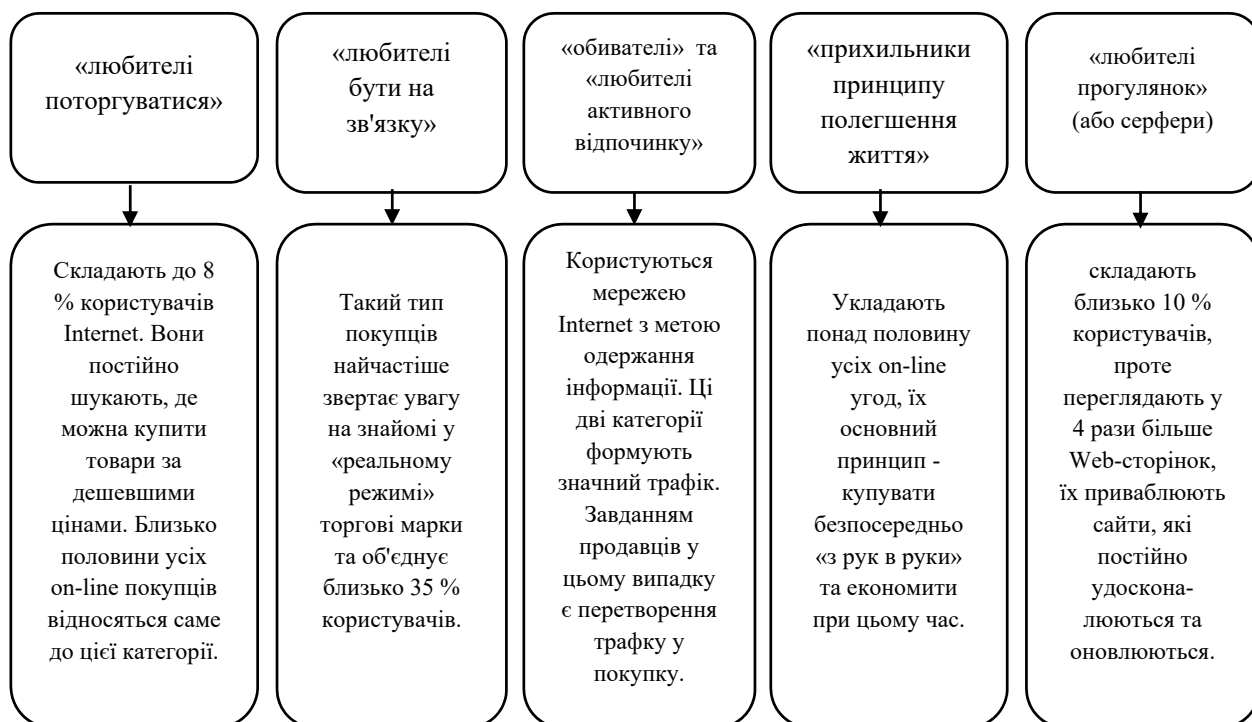 «любителі
поторгуватися»
«любителі
бути на
зв'язку»
«обивателі» та
«любителі
активного
відпочинку»
«прихильники
принципу
полегшення
життя»
«любителі
прогулянок»
(або серфери)
Складають до 8
% користувачів
Internet. Вони
постійно
шукають, де
можна купити
товари за
дешевшими
цінами. Близько
половини усіх
on-line покупців
відносяться саме
до цієї категорії.
Такий тип
покупців
найчастіше
звертає увагу
на знайомі у
«реальному
режимі»
торгові марки
та об'єднує
близько 35 %
користувачів.
Користуються
мережею
Internet з метою
одержання
інформації. Ці
дві категорії
формують
значний трафік.
Завданням
продавців у
цьому випадку
є перетворення
трафку у
покупку.
Укладають
понад половину
усіх on-line
угод, їх
основний
принцип -
купувати
безпосередньо
«з рук в руки»
та економити
при цьому час.
складають
близько 10 %
користувачів,
проте
переглядають у
4 рази більше
Web-сторінок,
їх приваблюють
сайти, які
постійно
удоскона-
люються та
оновлюються.